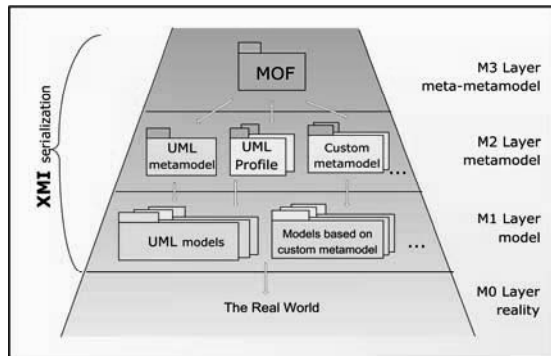 XMI serialization
MOF
M3 Layer
meta-metamodel
UML
metamodel
UML
Profile
Custom
metamodel
...
M2 Layer
metamodel
UML models
Models based on
custom metamodel
...
M1 Layer
model
The Real World
M0 Layer
reality